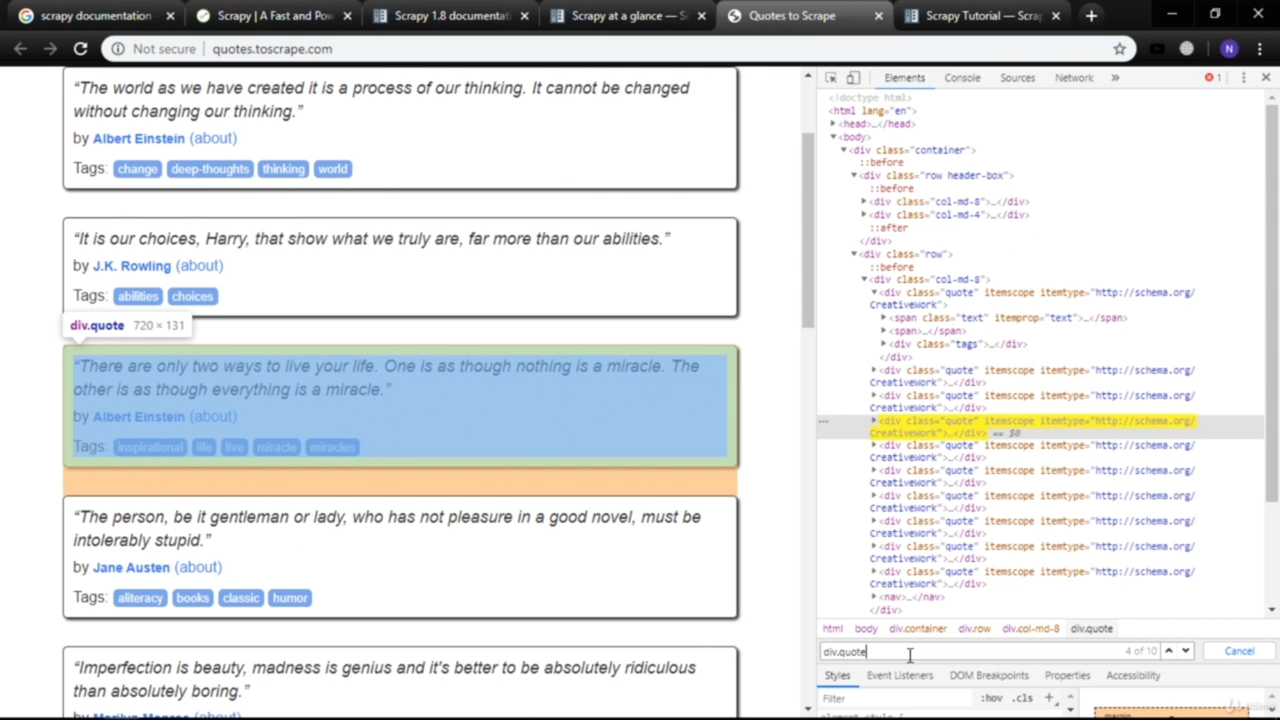 scrapy documentation
Scrapy | A Fast and Pow
Scrapy 1.8 documentati
Scrapy at a glance — Sc
Quotes to Scrape
Scrapy Tutorial — Scrap
Not secure | quotes.toscrape.com
N
“The world as we have created it is a process of our thinking. It cannot be changed
without changing our thinking.”
by Albert Einstein (about)
Tags: change deep-thoughts thinking world
“It is our choices, Harry, that show what we truly are, far more than our abilities.”
by J.K. Rowling (about)
Tags: abilities choices
div.quote 720 × 131
“There are only two ways to live your life. One is as though nothing is a miracle. The
other is as though everything is a miracle.”
by Albert Einstein (about)
Tags: inspirational life live miracle miracles
“The person, be it gentleman or lady, who has not pleasure in a good novel, must be
intolerably stupid.”
by Jane Austen (about)
Tags: aliteracy books classic humor
“Imperfection is beauty, madness is genius and it's better to be absolutely ridiculous
than absolutely boring.”
by Marilyn Monroe (about)
Elements Console Sources Network » 1
<!doctype html>
<html lang="en">
<head>…</head>
<body>
<div class="container">
::before
<div class="row header-box">
::before
<div class="col-md-8">…</div>
<div class="col-md-4">…</div>
::after
</div>
<div class="row">
::before
<div class="col-md-8">
<div class="quote" itemscope itemtype="http://schema.org/
CreativeWork">
<span class="text" itemprop="text">…</span>
<span>…</span>
<div class="tags">…</div>
</div>
<div class="quote" itemscope itemtype="http://schema.org/
CreativeWork">…</div>
<div class="quote" itemscope itemtype="http://schema.org/
CreativeWork">…</div>
<div class="quote" itemscope itemtype="http://schema.org/
CreativeWork">…</div> == $0
<div class="quote" itemscope itemtype="http://schema.org/
CreativeWork">…</div>
<div class="quote" itemscope itemtype="http://schema.org/
CreativeWork">…</div>
<div class="quote" itemscope itemtype="http://schema.org/
CreativeWork">…</div>
<div class="quote" itemscope itemtype="http://schema.org/
CreativeWork">…</div>
<div class="quote" itemscope itemtype="http://schema.org/
CreativeWork">…</div>
<div class="quote" itemscope itemtype="http://schema.org/
CreativeWork">…</div>
<nav>…</nav>
</div>
html body div.container div.row div.col-md-8 div.quote
div.quote 4 of 10 Cancel
Styles Event Listeners DOM Breakpoints Properties Accessibility
Filter :hov .cls +
element.style {
margin